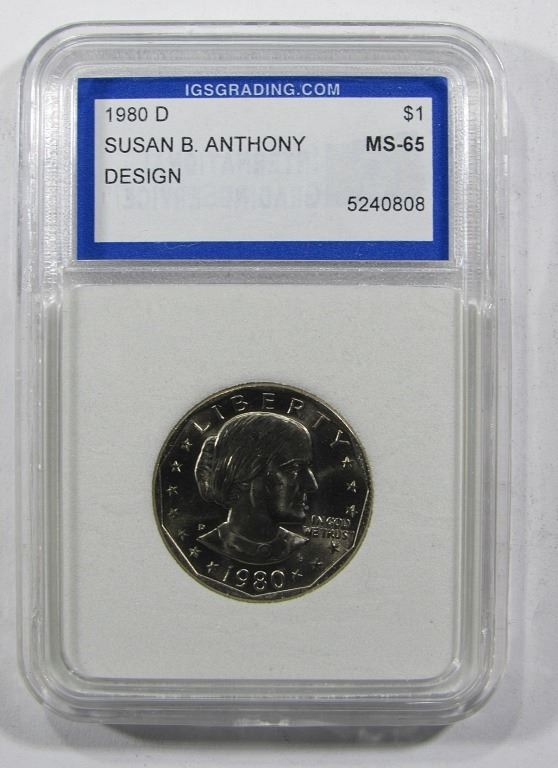 IGSGRADING.COM
1980 D $1
SUSAN B. ANTHONY MS-65
DESIGN
5240808
LIBERTY
IN GOD
WE TRUST
1980